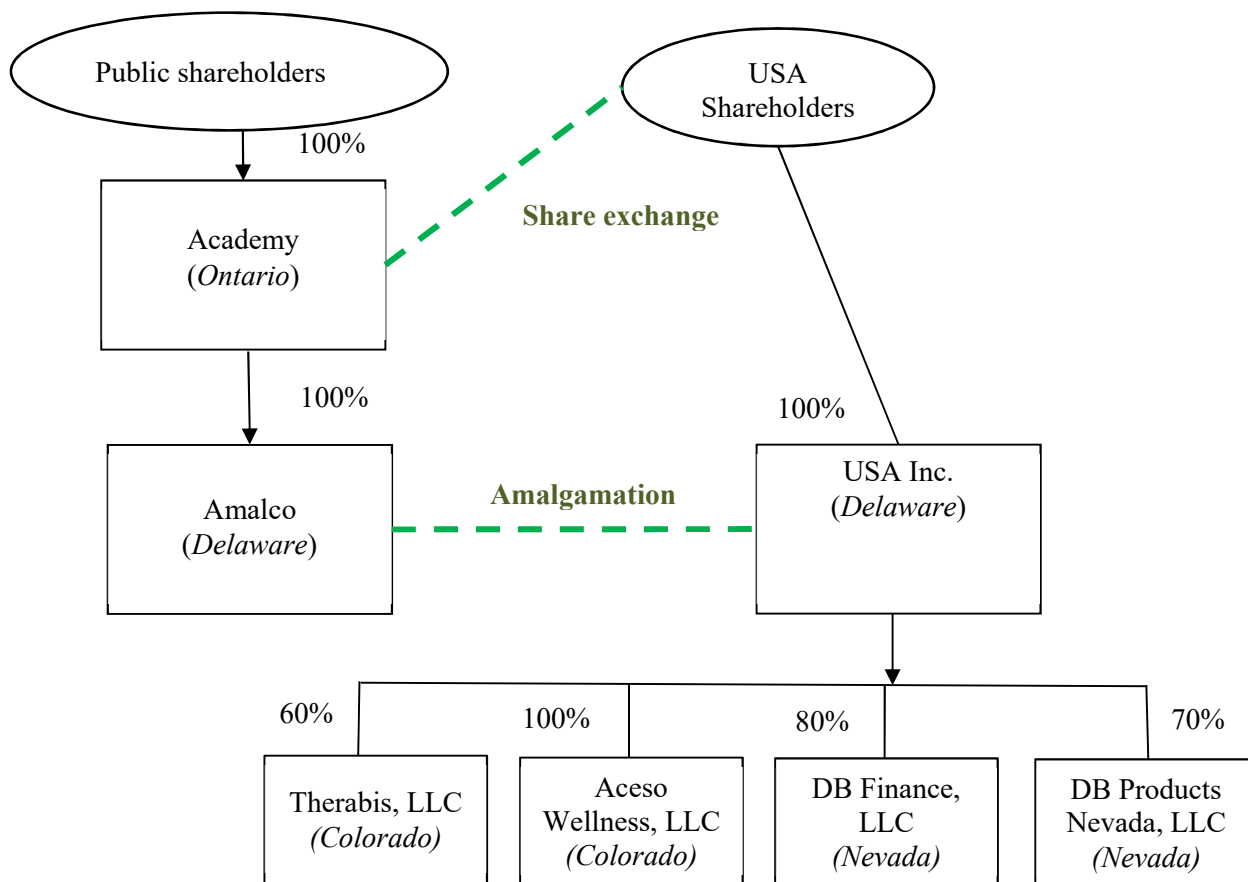 Public shareholders
USA
Shareholders
100%
Academy
(Ontario)
Share exchange
100%
100%
Amalco
(Delaware)
Amalgamation
USA Inc.
(Delaware)
60%
100%
80%
70%
Therabis, LLC
(Colorado)
Aceso
Wellness, LLC
(Colorado)
DB Finance,
LLC
(Nevada)
DB Products
Nevada, LLC
(Nevada)